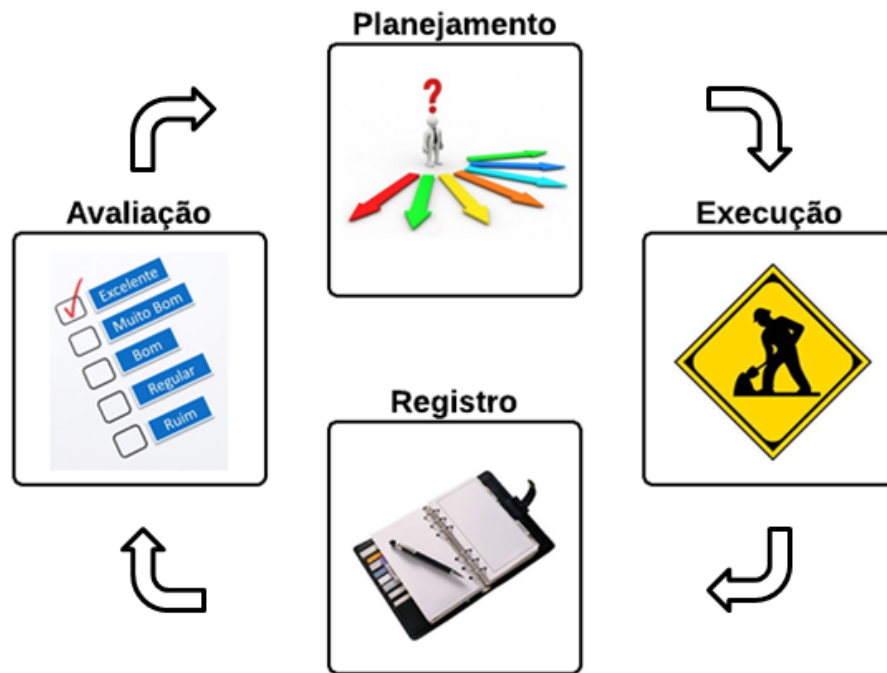 Planejamento
?
Avaliação
Execução
Excelente
Muito Bom
Bom
Regular
Ruim
Registro